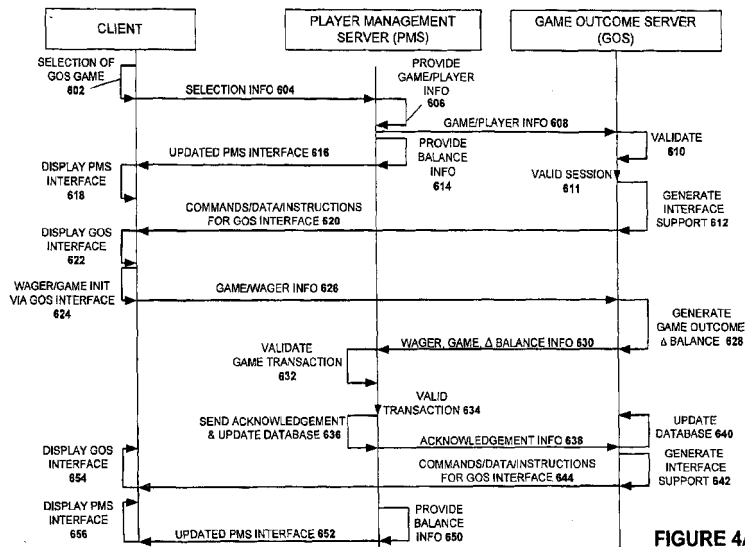 CLIENT
PLAYER MANAGEMENT
SERVER (PMS)
GAME OUTCOME SERVER
(GOS)
SELECTION OF
GOS GAME
602
SELECTION INFO 604
PROVIDE
GAME/PLAYER
INFO
606
GAME/PLAYER INFO 608
VALIDATE
610
UPDATED PMS INTERFACE 616
PROVIDE
BALANCE
INFO
614
DISPLAY PMS
INTERFACE
618
VALID SESSION
611
GENERATE
INTERFACE
SUPPORT 612
COMMANDS/DATA/INSTRUCTIONS
FOR GOS INTERFACE 620
DISPLAY GOS
INTERFACE
622
WAGER/GAME INIT
VIA GOS INTERFACE
624
GAME/WAGER INFO 626
GENERATE
GAME OUTCOME
Δ BALANCE 628
WAGER, GAME, Δ BALANCE INFO 630
VALIDATE
GAME TRANSACTION
632
VALID
TRANSACTION 634
SEND ACKNOWLEDGEMENT
& UPDATE DATABASE 636
ACKNOWLEDGEMENT INFO 638
UPDATE
DATABASE 640
DISPLAY GOS
INTERFACE
654
COMMANDS/DATA/INSTRUCTIONS
FOR GOS INTERFACE 644
GENERATE
INTERFACE
SUPPORT 642
DISPLAY PMS
INTERFACE
656
UPDATED PMS INTERFACE 652
PROVIDE
BALANCE
INFO 650
FIGURE 4A